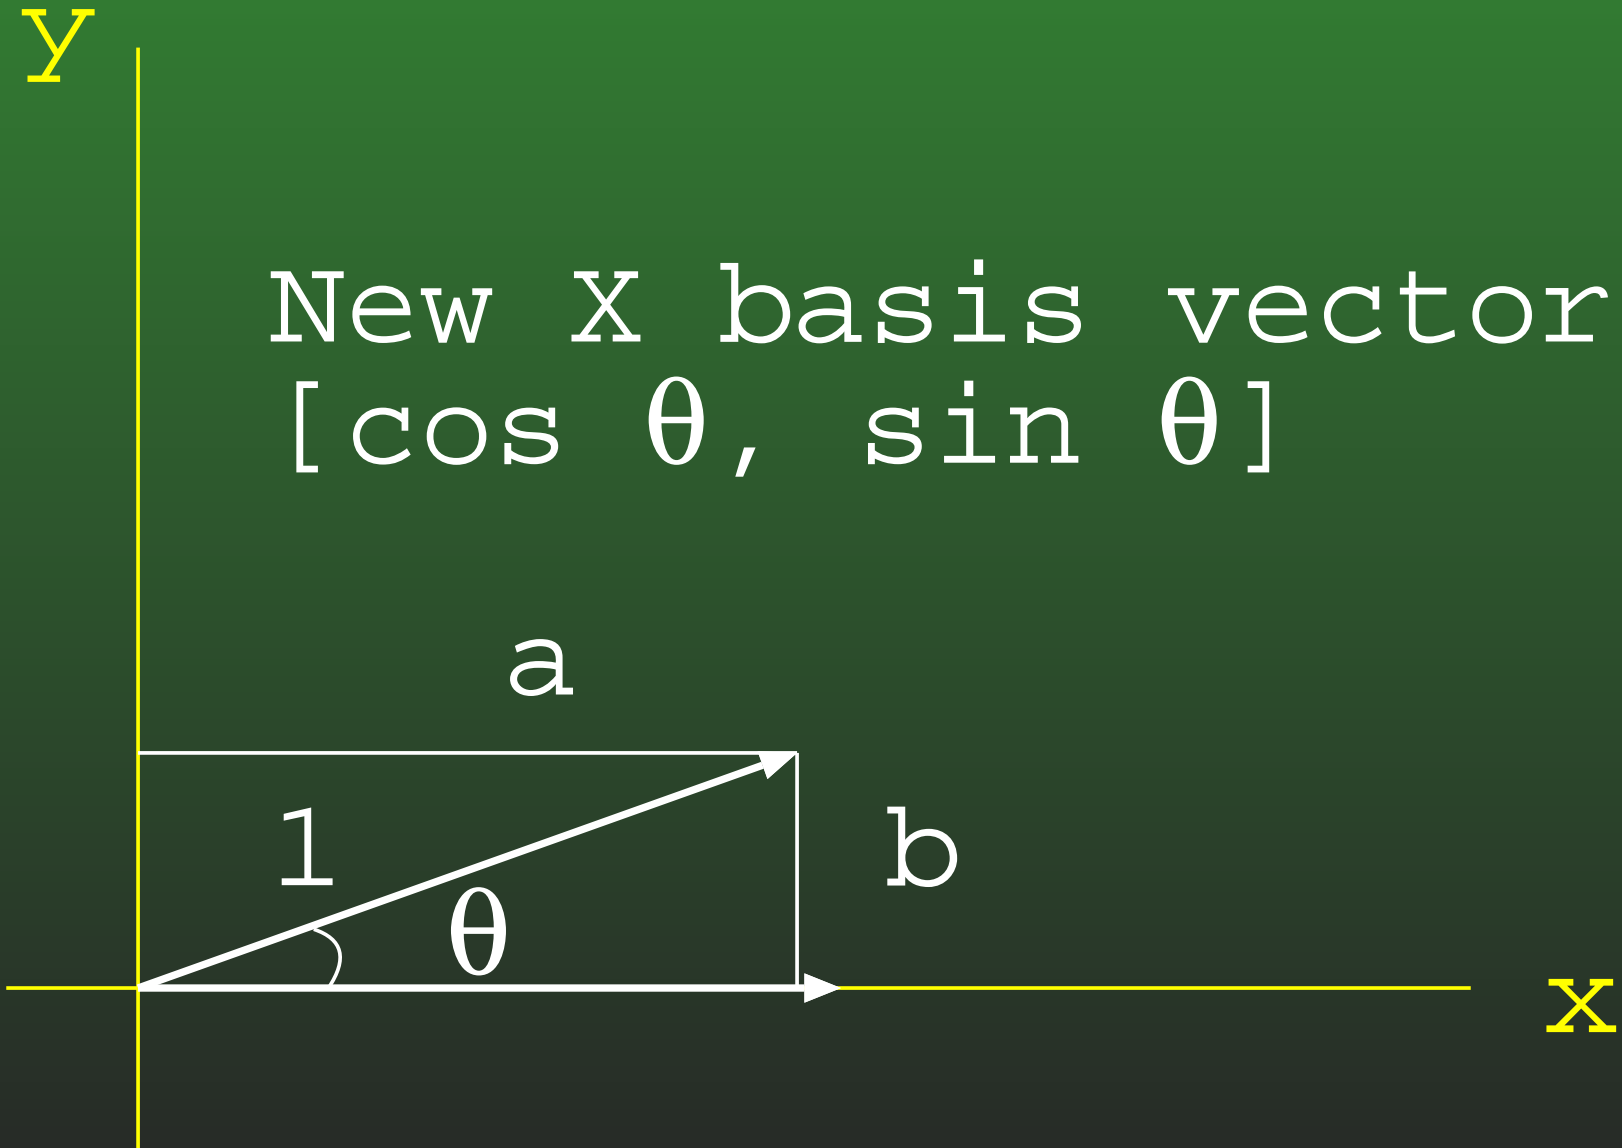 y
New X basis vector
[cos θ, sin θ]
a
1
b
θ
x